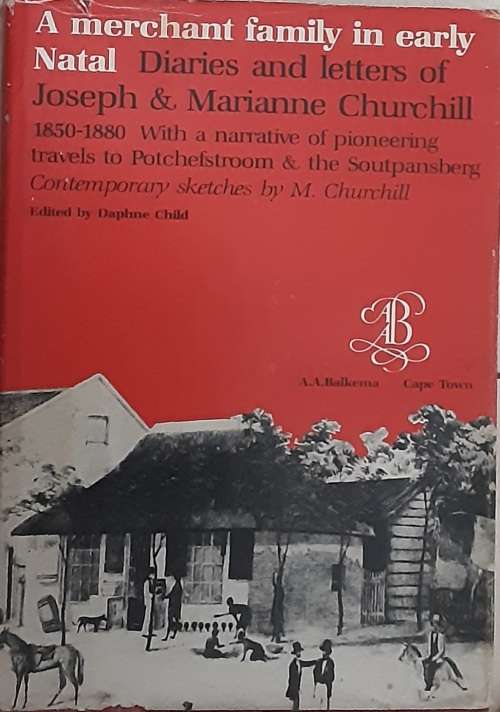 A merchant family in early
Natal Diaries and letters of
Joseph & Marianne Churchill
1850-1880 With a narrative of pioneering
travels to Potchefstroom & the Soutpansberg
Contemporary sketches by M. Churchill
Edited by Daphne Child
AAB
A.A.Balkema Cape Town